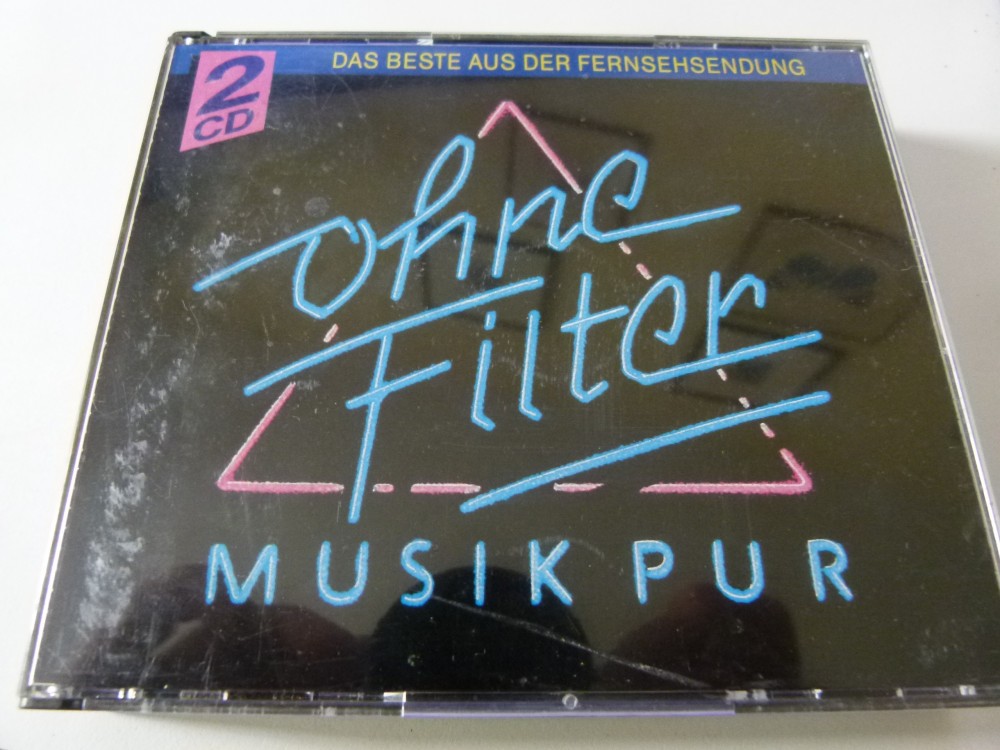 2
CD
DAS BESTE AUS DER FERNSEHSENDUNG
ohne
Filter
MUSIK PUR